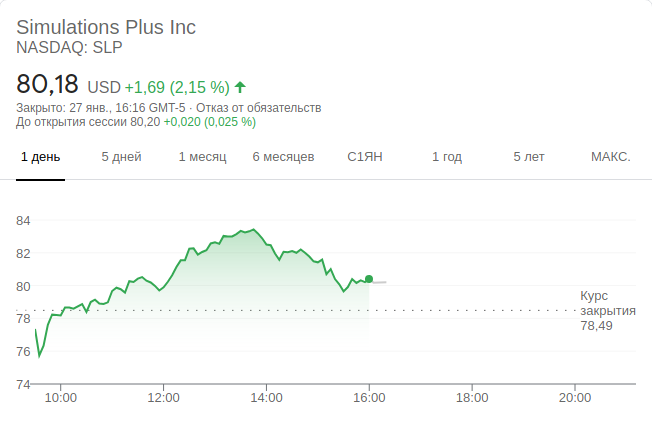 Simulations Plus Inc
NASDAQ: SLP
80,18 USD +1,69 (2,15 %)
Закрыто: 27 янв., 16:16 GMT-5 · Отказ от обязательств
До открытия сессии 80,20 +0,020 (0,025 %)
1 день 5 дней 1 месяц 6 месяцев С1ЯН 1 год 5 лет МАКС.
84
82
80
78
76
74
Курс
закрытия
78,49
10:00 12:00 14:00 16:00 18:00 20:00